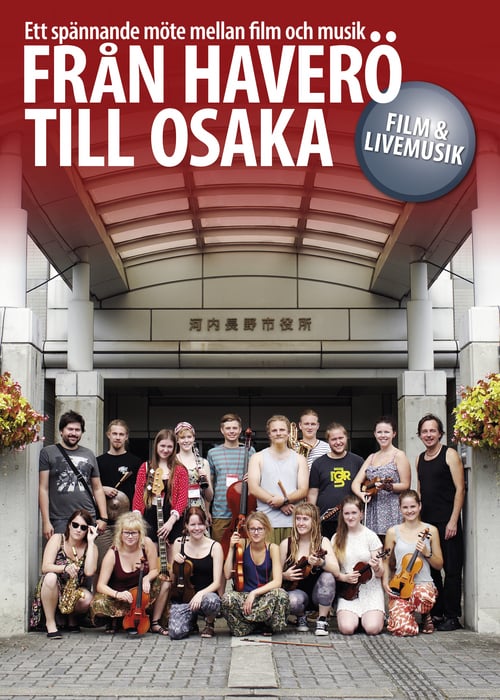 Ett spännande möte mellan film och musik
FRÅN HAVERÖ
TILL OSAKA
FILM &
LIVEMUSIK
河内長野市役所